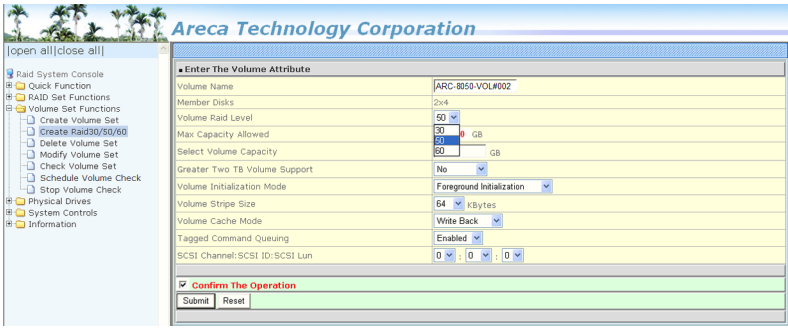 Areca Technology Corporation
|open all|close all|
Raid System Console
Quick Function
RAID Set Functions
Volume Set Functions
Create Volume Set
Create Raid30/50/60
Delete Volume Set
Modify Volume Set
Check Volume Set
Schedule Volume Check
Stop Volume Check
Physical Drives
System Controls
Information
Enter The Volume Attribute
Volume Name ARC-8050-VOL#002
Member Disks 2x4
Volume Raid Level 50
30
50
60
Max Capacity Allowed 0 GB
Select Volume Capacity GB
Greater Two TB Volume Support No
Volume Initialization Mode Foreground Initialization
Volume Stripe Size 64 KBytes
Volume Cache Mode Write Back
Tagged Command Queuing Enabled
SCSI Channel:SCSI ID:SCSI Lun 0 : 0 : 0
Confirm The Operation
Submit Reset